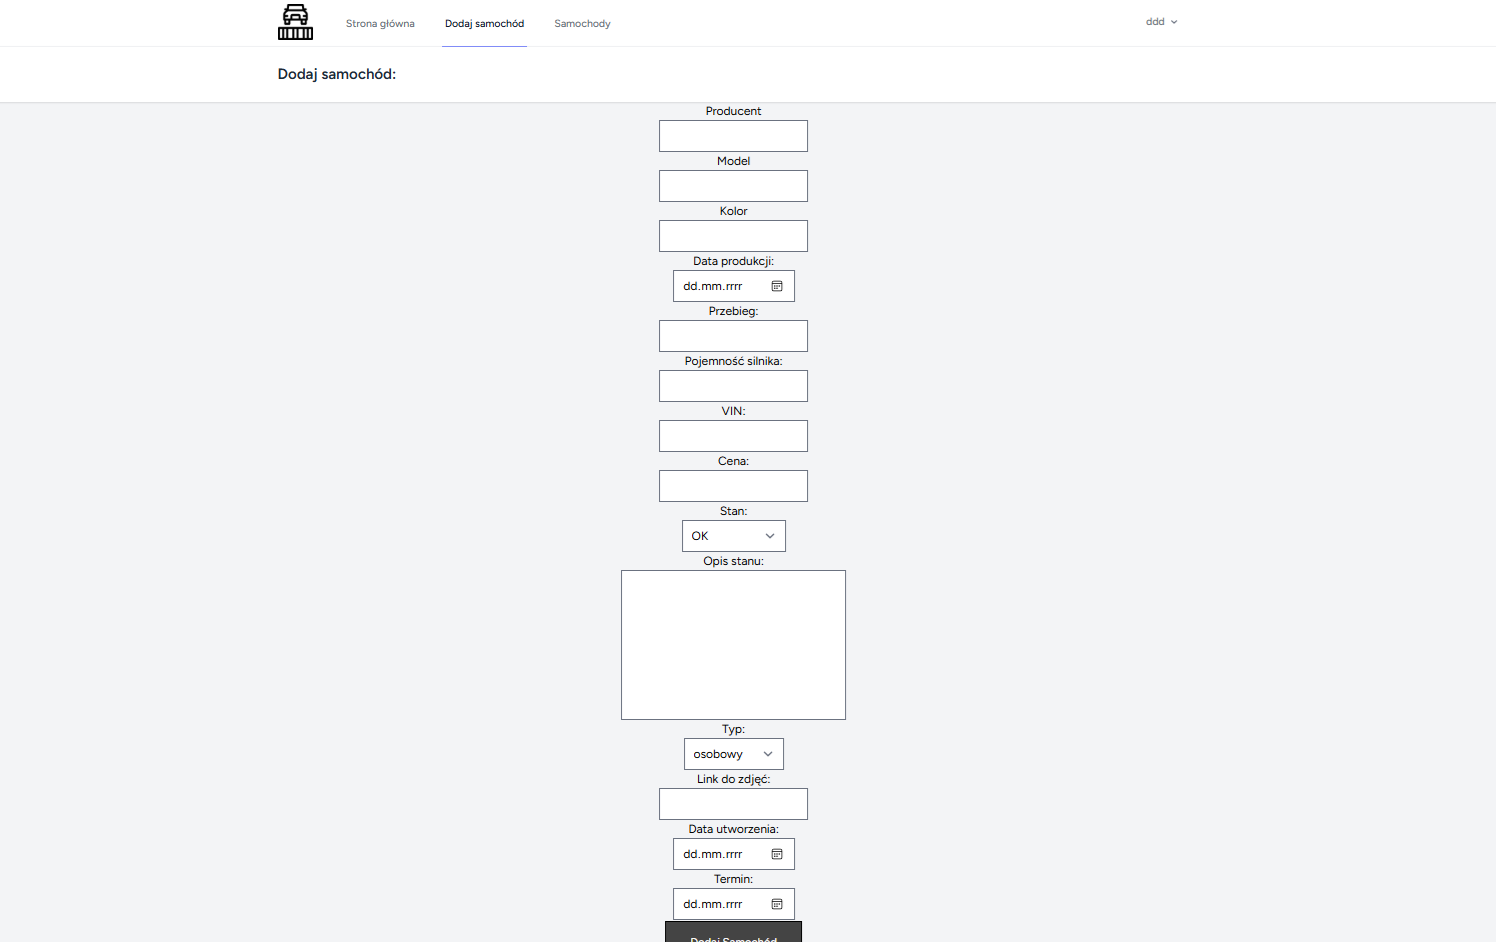 Strona główna Dodaj samochód Samochody ddd
Dodaj samochód:
Producent
Model
Kolor
Data produkcji:
dd.mm.rrrr
Przebieg:
Pojemność silnika:
VIN:
Cena:
Stan:
OK
Opis stanu:
Typ:
osobowy
Link do zdjęć:
Data utworzenia:
dd.mm.rrrr
Termin:
dd.mm.rrrr
Dodaj Samochód